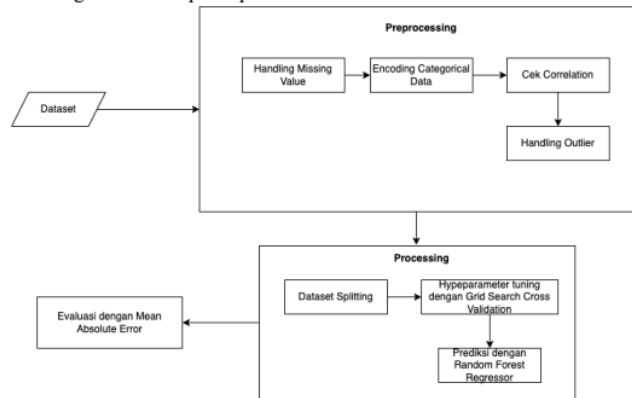 Preprocessing
Handling Missing
Value
Encoding Categorical
Data
Cek Correlation
Dataset
Handling Outlier
Processing
Dataset Splitting
Hypeparameter tuning
dengan Grid Search Cross
Validation
Evaluasi dengan Mean
Absolute Error
Prediksi dengan
Random Forest
Regressor